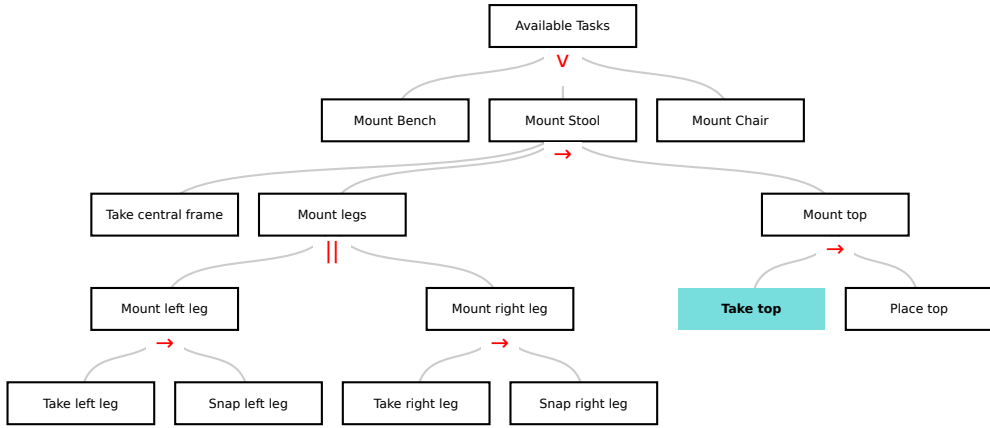 Available Tasks
∨
Mount Bench
Mount Stool
Mount Chair
→
Take central frame
Mount legs
Mount top
||
→
Mount left leg
Mount right leg
Take top
Place top
→
→
Take left leg
Snap left leg
Take right leg
Snap right leg